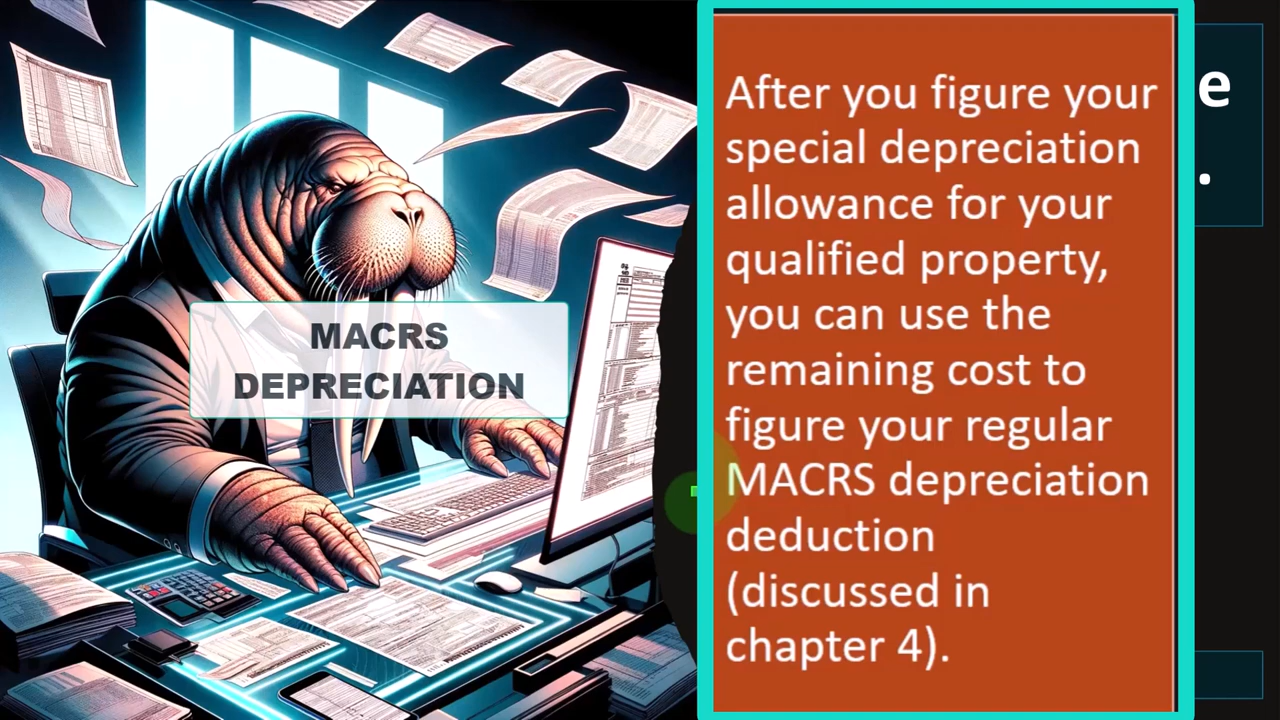 MACRS
DEPRECIATION
After you figure your
special depreciation
allowance for your
qualified property,
you can use the
remaining cost to
figure your regular
MACRS depreciation
deduction
(discussed in
chapter 4).
e
.